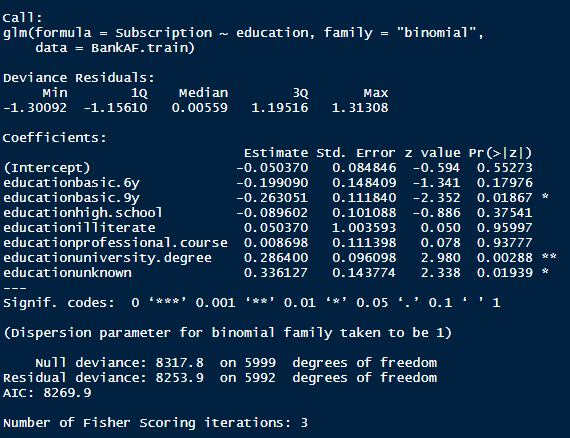 Call:
glm(formula = Subscription ~ education, family = "binomial",
    data = BankAF.train)
Deviance Residuals:
     Min       1Q   Median       3Q      Max
-1.30092 -1.15610  0.00559  1.19516  1.31308
Coefficients:
                              Estimate Std. Error z value Pr(>|z|)
(Intercept)                  -0.050370   0.084846  -0.594  0.55273
educationbasic.6y            -0.199090   0.148409  -1.341  0.17976
educationbasic.9y            -0.263051   0.111840  -2.352  0.01867 *
educationhigh.school         -0.089602   0.101088  -0.886  0.37541
educationilliterate           0.050370   1.003593   0.050  0.95997
educationprofessional.course  0.008698   0.111398   0.078  0.93777
educationuniversity.degree    0.286400   0.096098   2.980  0.00288 **
educationunknown              0.336127   0.143774   2.338  0.01939 *
---
Signif. codes:  0 ‘***’ 0.001 ‘**’ 0.01 ‘*’ 0.05 ‘.’ 0.1 ‘ ’ 1
(Dispersion parameter for binomial family taken to be 1)
    Null deviance: 8317.8  on 5999  degrees of freedom
Residual deviance: 8253.9  on 5992  degrees of freedom
AIC: 8269.9
Number of Fisher Scoring iterations: 3